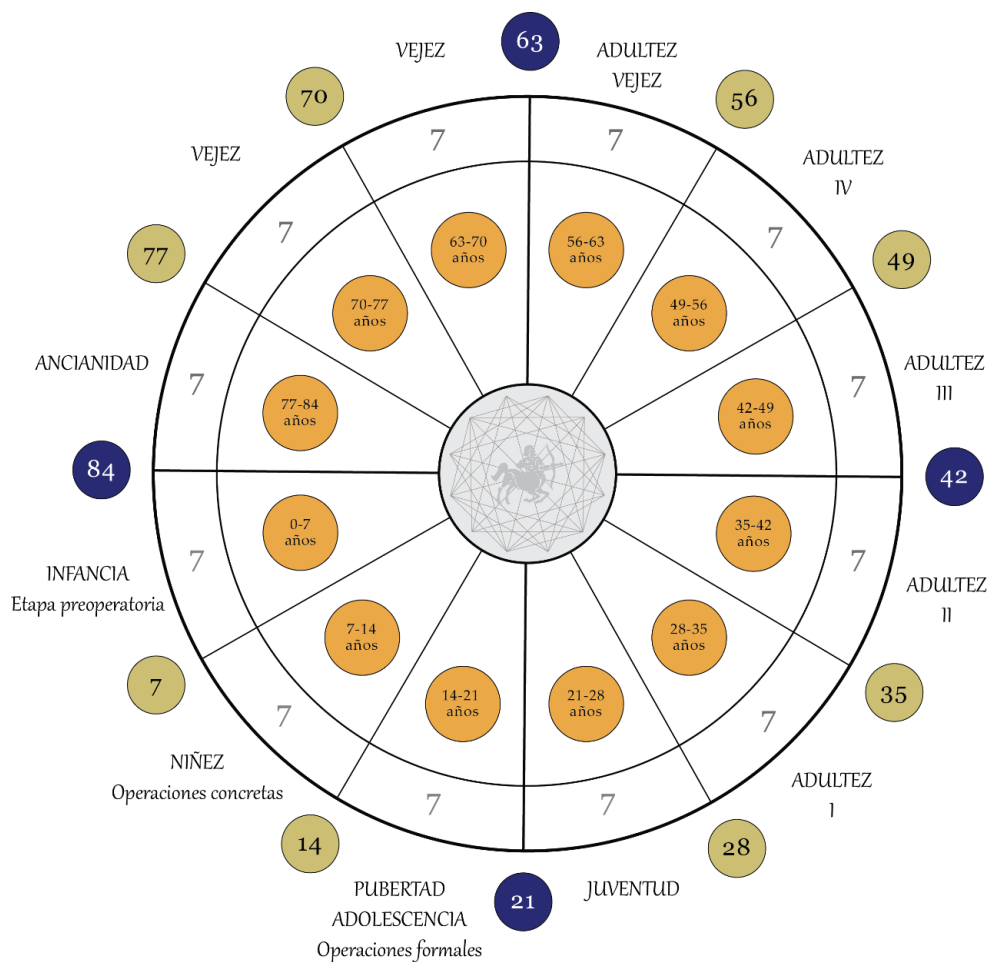 VEJEZ
63
ADULTEZ
VEJEZ
70
56
VEJEZ
7
7
ADULTEZ
IV
77
7
63-70
años
56-63
años
7
49
70-77
años
49-56
años
ANCIANIDAD
7
77-84
años
42-49
años
7
ADULTEZ
III
84
42
7
0-7
años
35-42
años
7
INFANCIA
Etapa preoperatoria
ADULTEZ
II
7
7-14
años
28-35
años
35
7
14-21
años
21-28
años
7
NIÑEZ
Operaciones concretas
ADULTEZ
I
7
7
14
28
PUBERTAD
ADOLESCENCIA
Operaciones formales
21
JUVENTUD